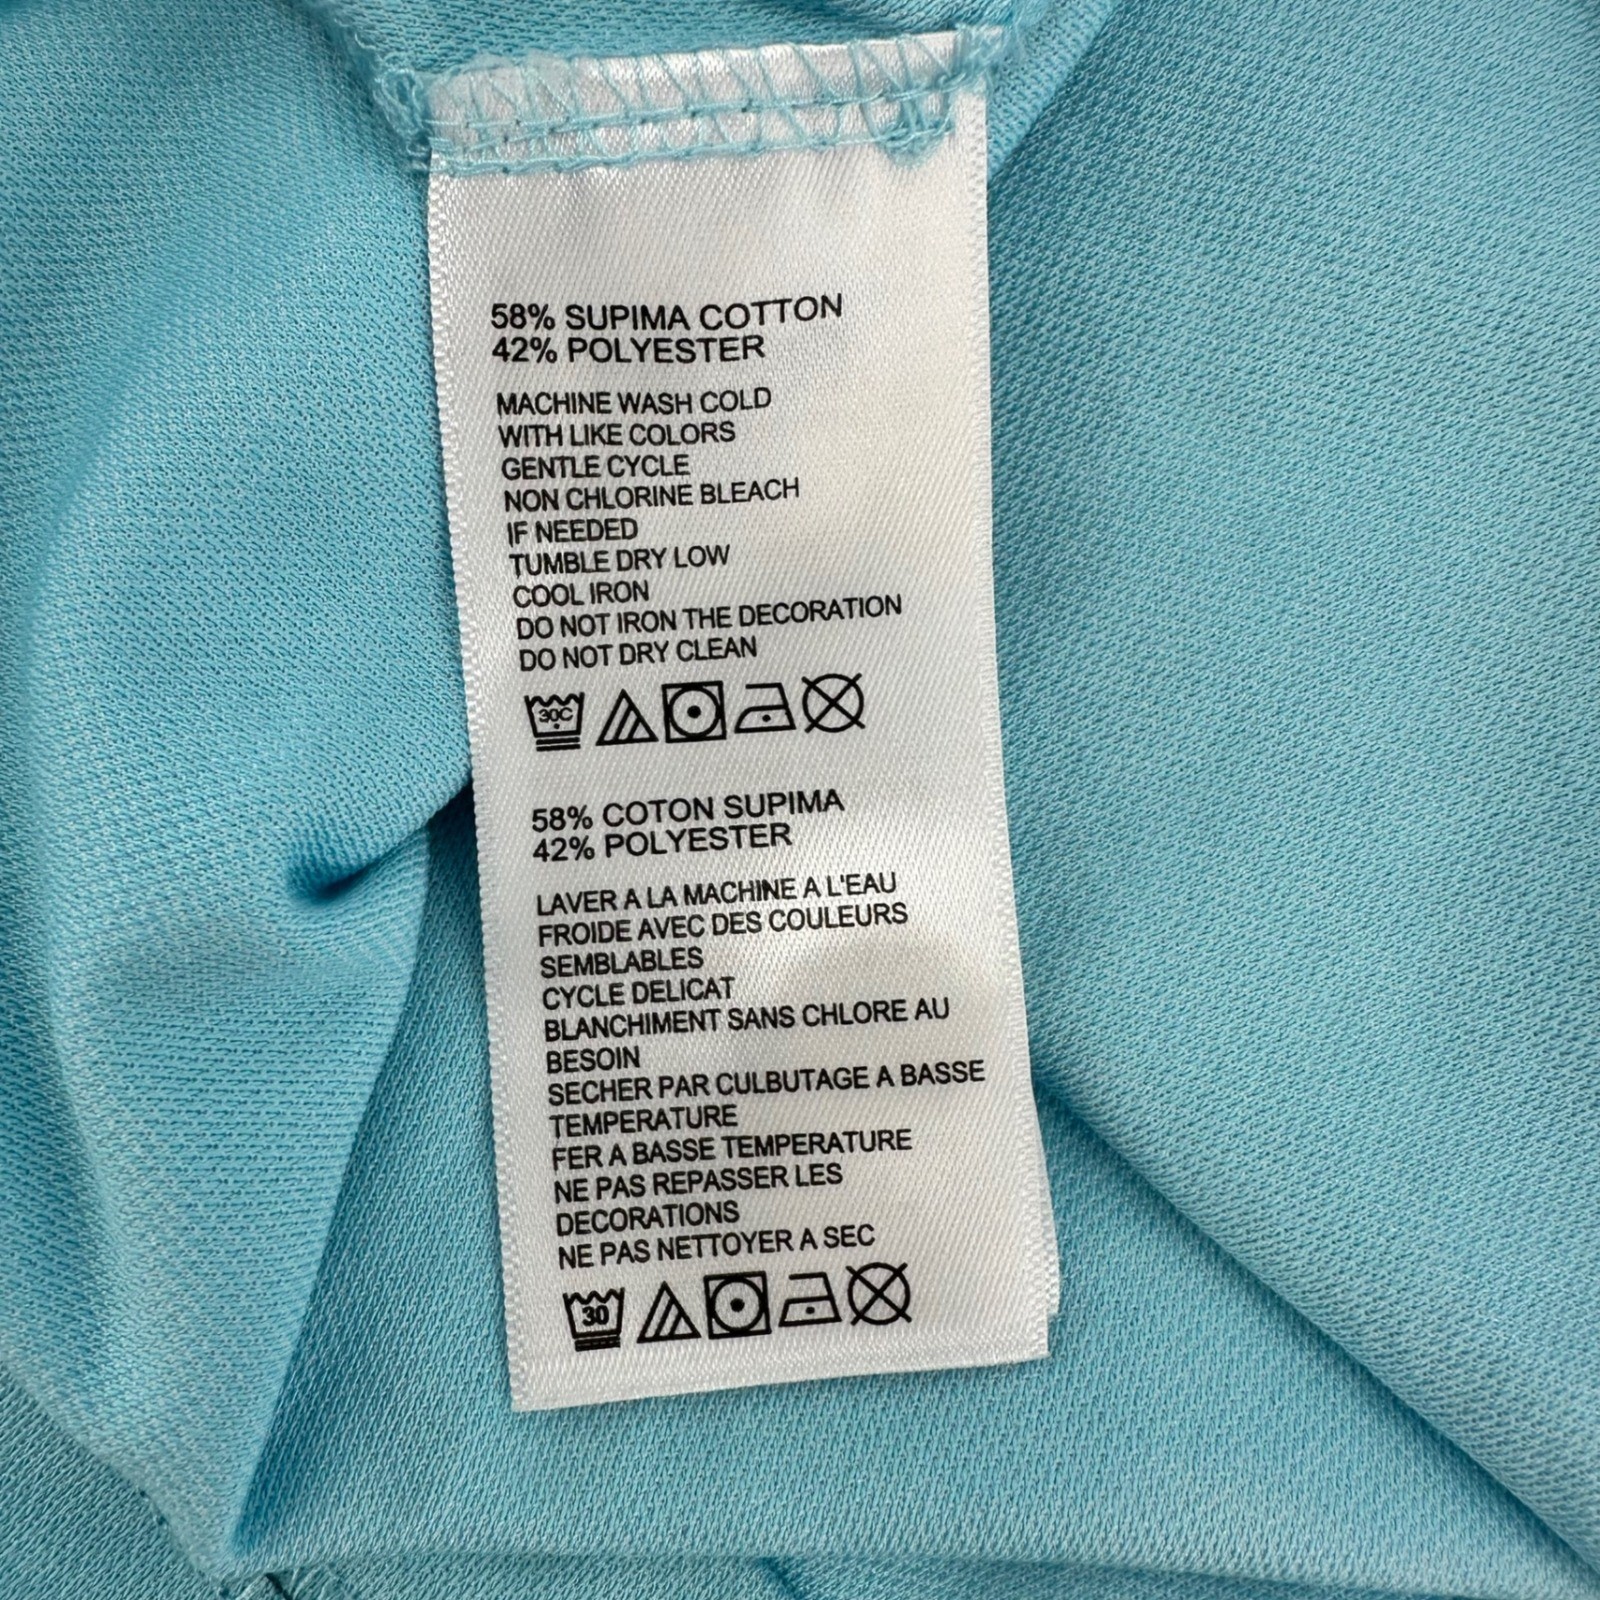 58% SUPIMA COTTON
42% POLYESTER
MACHINE WASH COLD
WITH LIKE COLORS
GENTLE CYCLE
NON CHLORINE BLEACH
IF NEEDED
TUMBLE DRY LOW
COOL IRON
DO NOT IRON THE DECORATION
DO NOT DRY CLEAN
30C
58% COTON SUPIMA
42% POLYESTER
LAVER A LA MACHINE A L'EAU
FROIDE AVEC DES COULEURS
SEMBLABLES
CYCLE DELICAT
BLANCHIMENT SANS CHLORE AU
BESOIN
SECHER PAR CULBUTAGE A BASSE
TEMPERATURE
FER A BASSE TEMPERATURE
NE PAS REPASSER LES
DECORATIONS
NE PAS NETTOYER A SEC
30